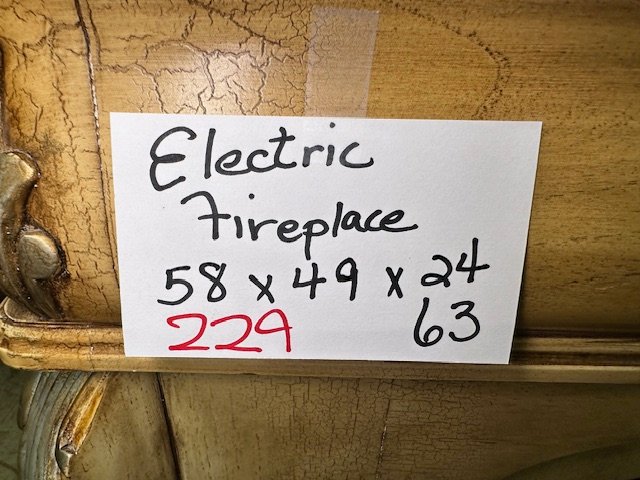 Electric
Fireplace
58 x 49 x 24
229 63